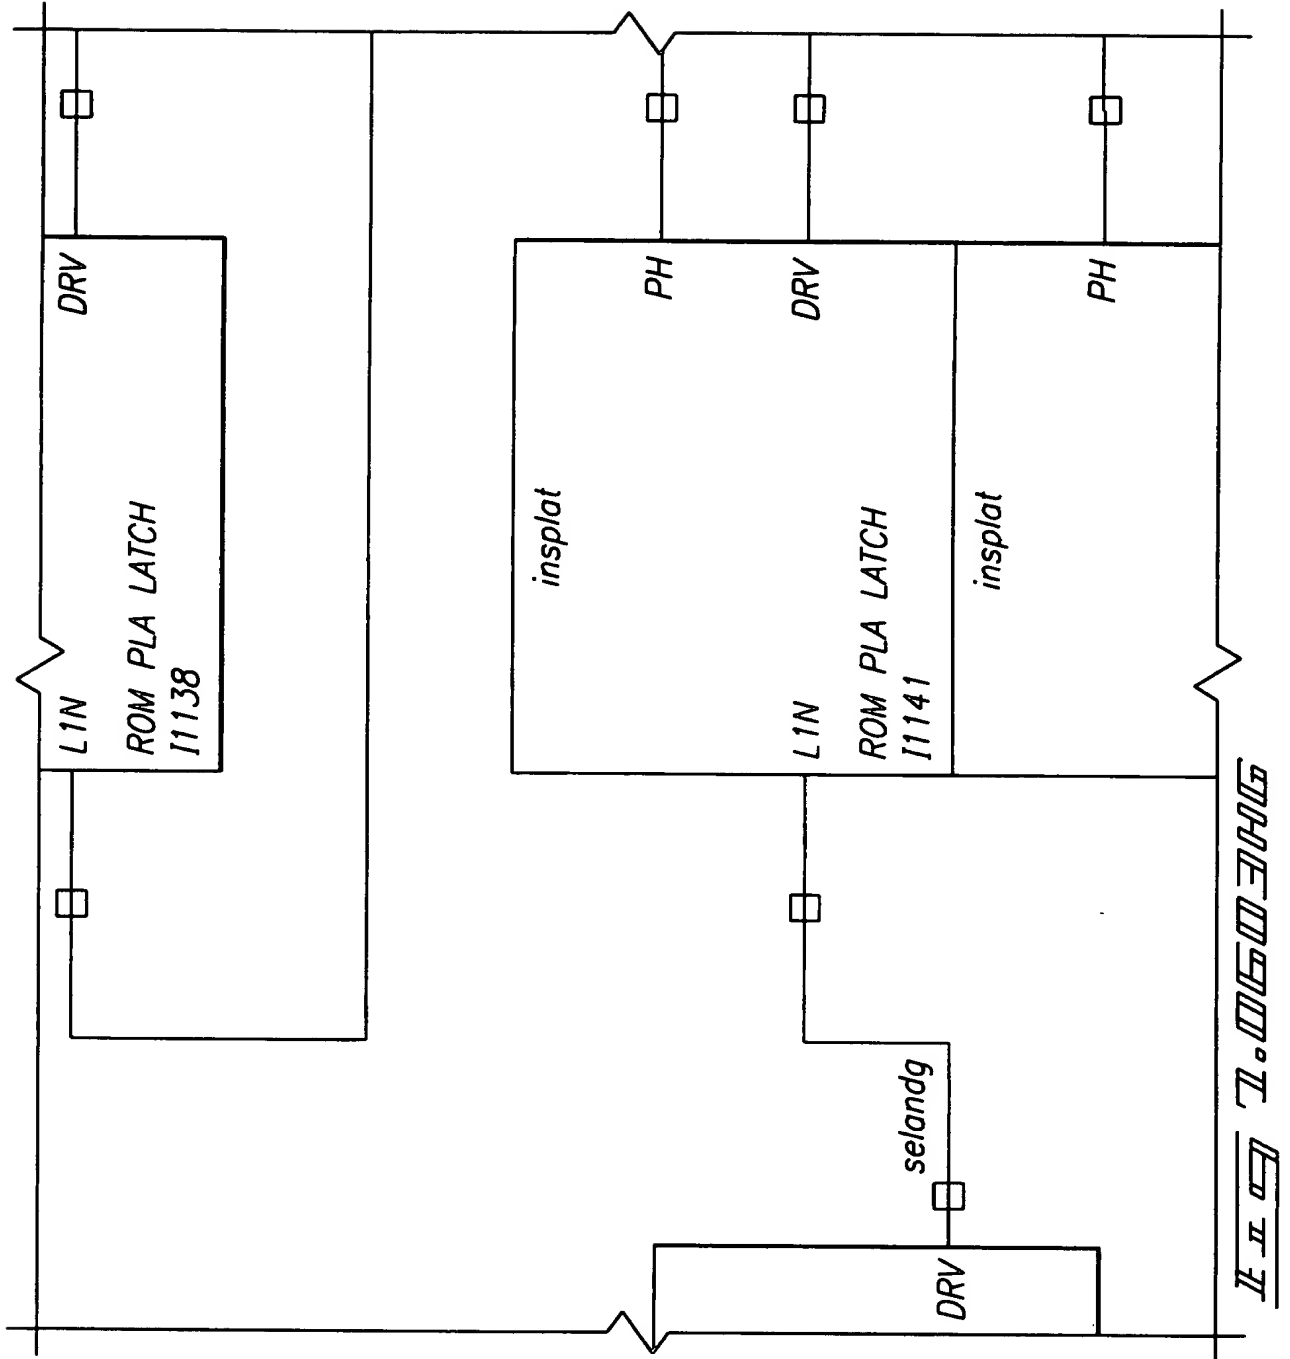 L1N
DRV
ROM PLA LATCH
I1138
insplat
PH
L1N
DRV
ROM PLA LATCH
I1141
selandg
DRV
insplat
PH